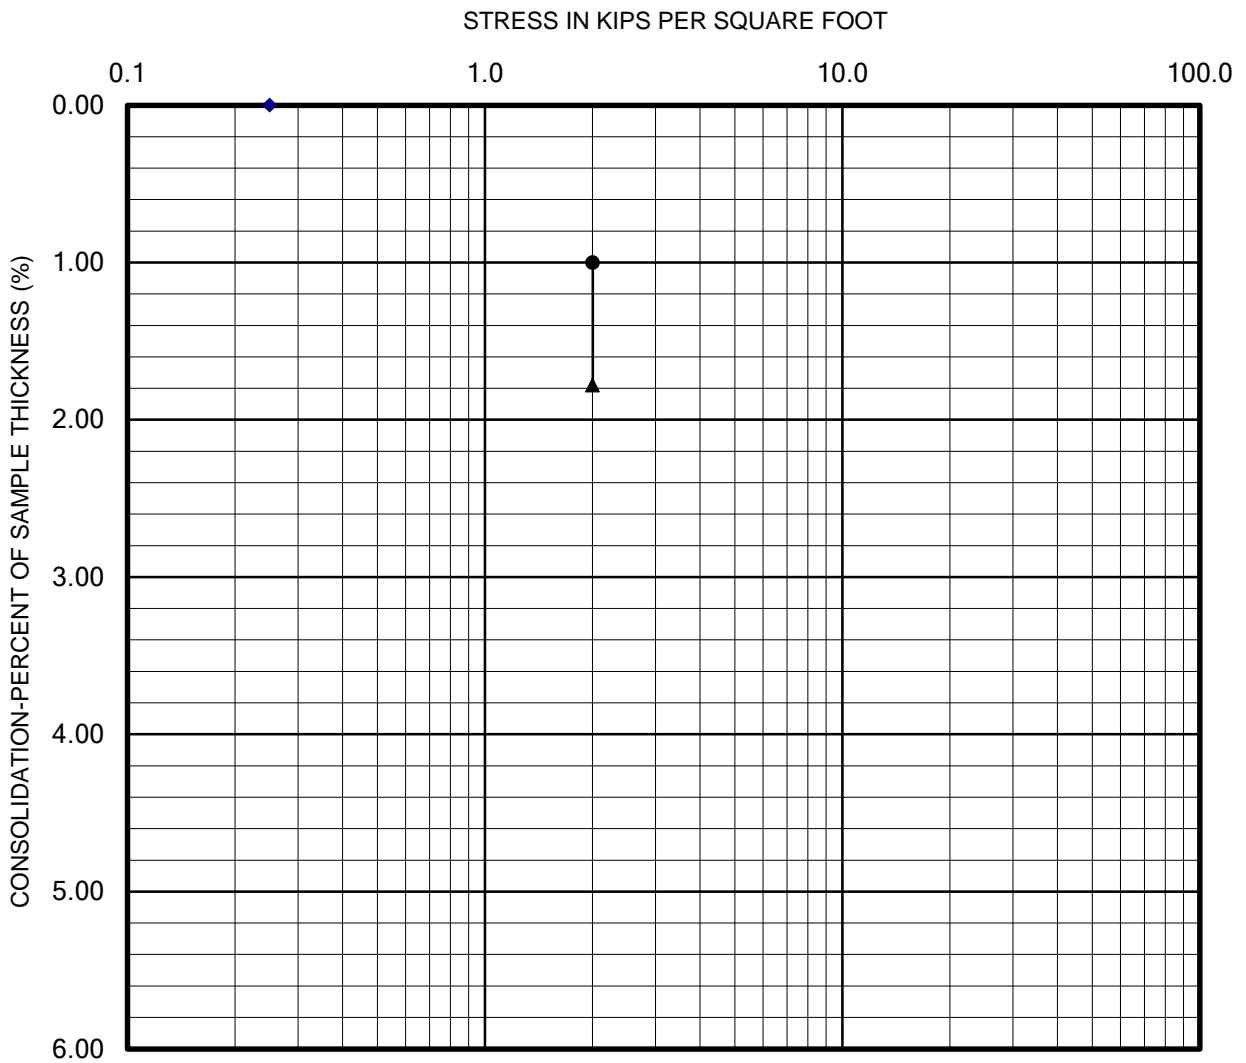 STRESS IN KIPS PER SQUARE FOOT
0.1 1.0 10.0 100.0
CONSOLIDATION-PERCENT OF SAMPLE THICKNESS (%)
0.00
1.00
2.00
3.00
4.00
5.00
6.00